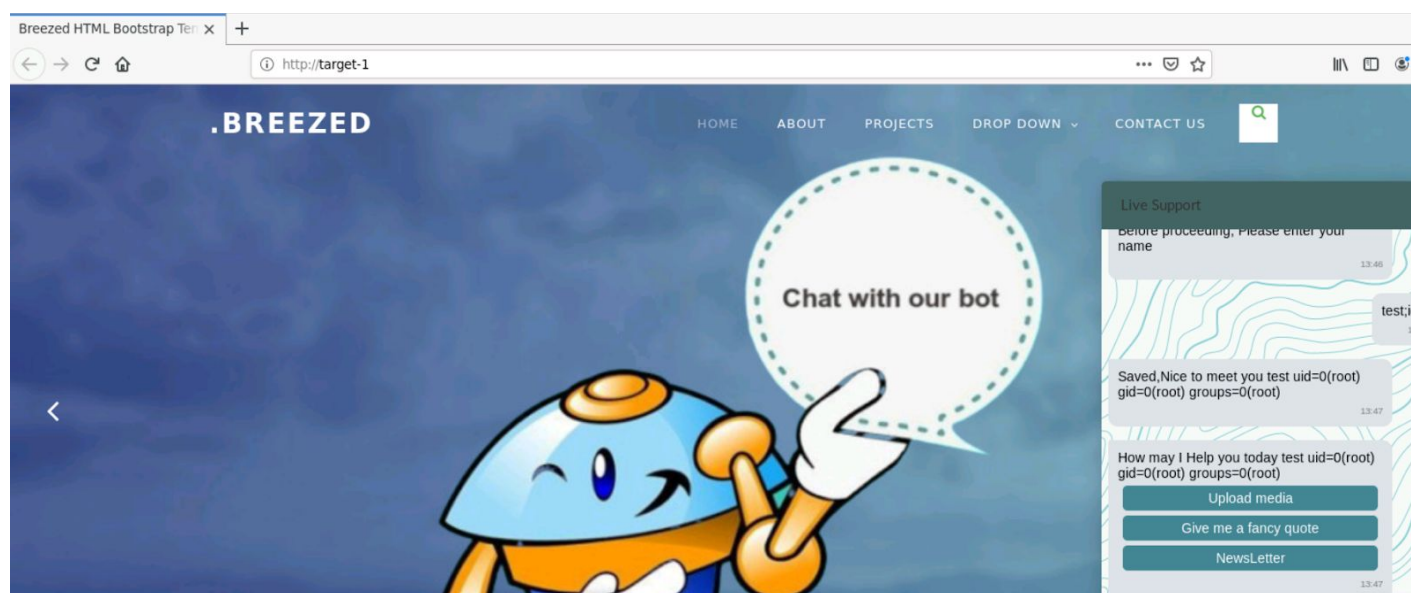 Breezed HTML Bootstrap Ten
http://target-1
.BREEZED
HOME ABOUT PROJECTS DROP DOWN CONTACT US
Chat with our bot
Live Support
Before proceeding, Please enter your
name
13:46
test;i
Saved,Nice to meet you test uid=0(root)
gid=0(root) groups=0(root)
13:47
How may I Help you today test uid=0(root)
gid=0(root) groups=0(root)
Upload media
Give me a fancy quote
NewsLetter
13:47